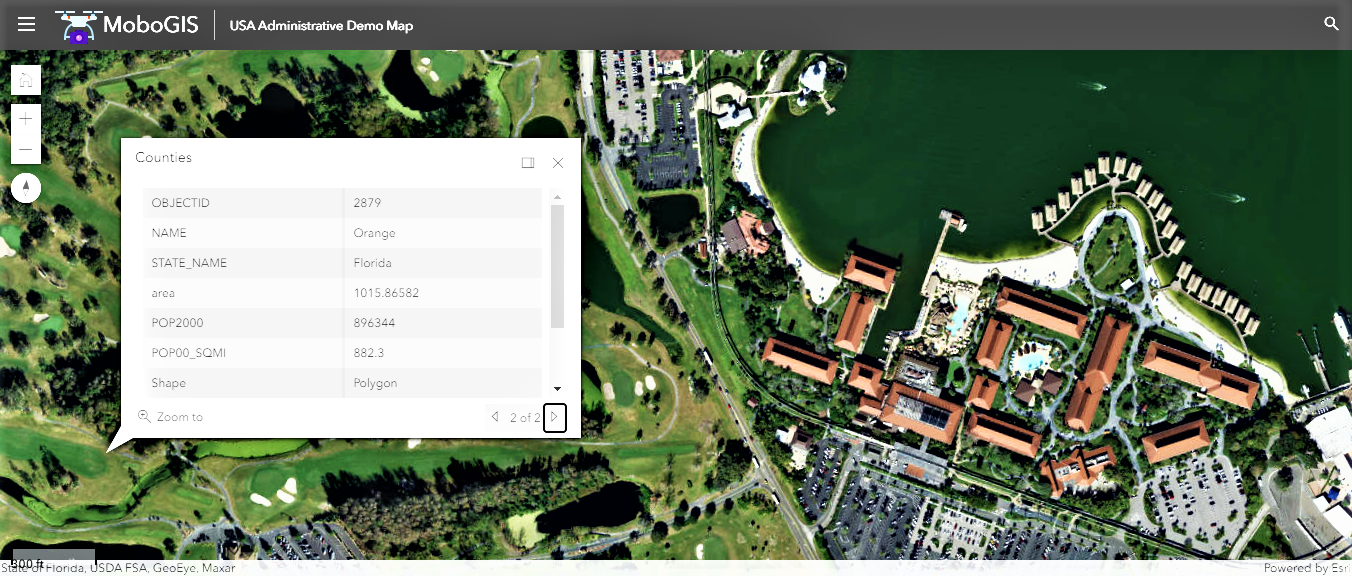 MoboGIS
USA Administrative Demo Map
Counties
OBJECTID 2879
NAME Orange
STATE_NAME Florida
area 1015.86582
POP2000 896344
POP00_SQMI 882.3
Shape Polygon
Zoom to
2 of 2
300 ft
State of Florida, USDA FSA, GeoEye, Maxar
Powered by Esri